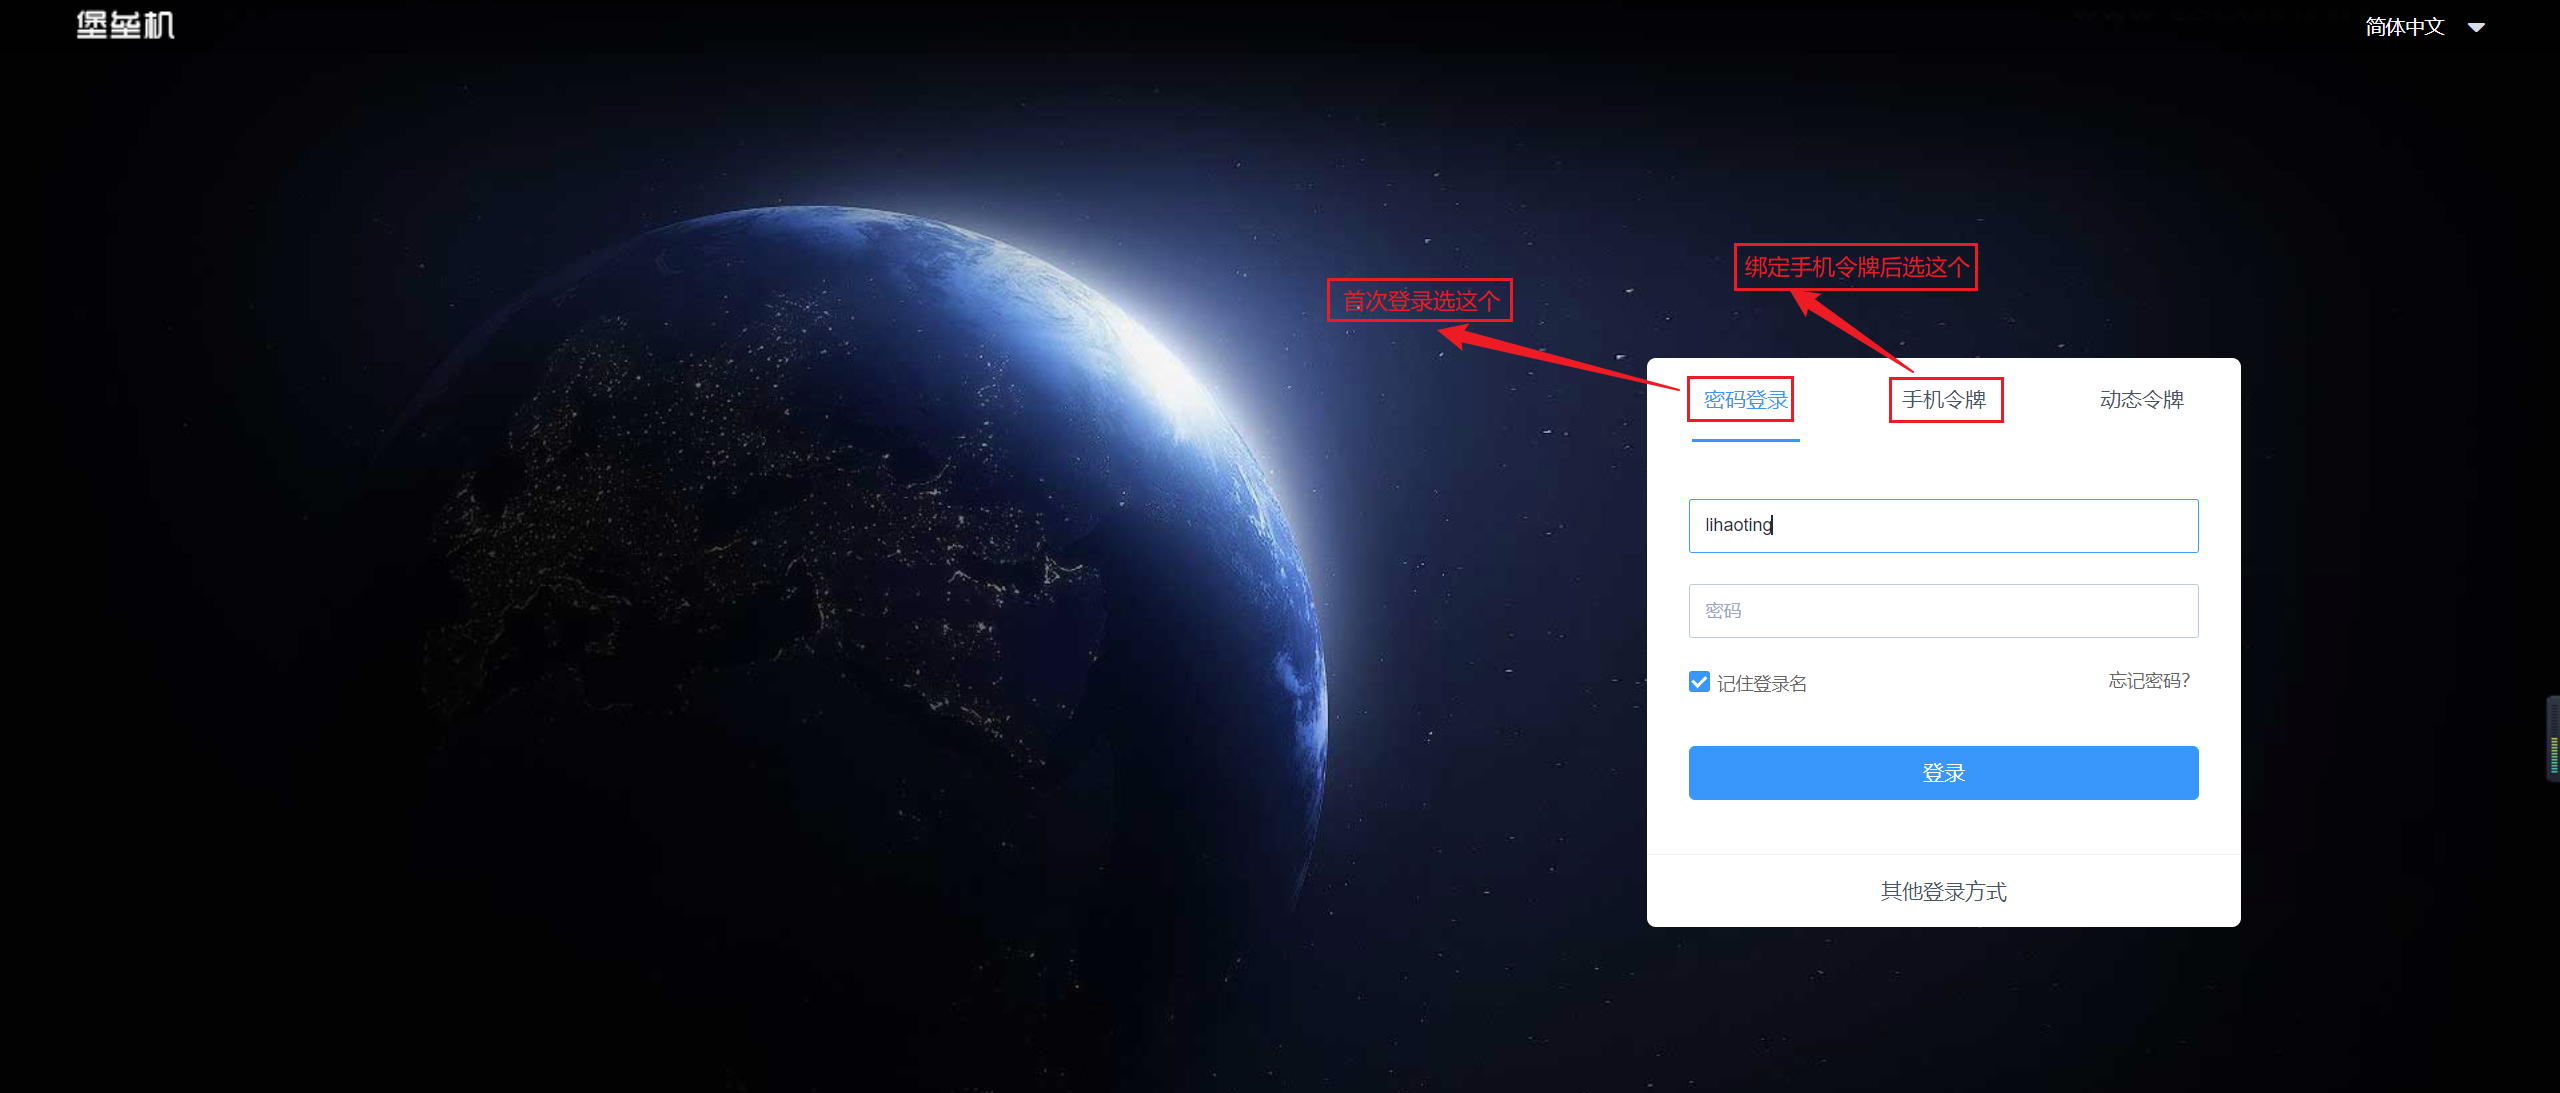 堡垒机
简体中文
绑定手机令牌后选这个
首次登录选这个
密码登录
手机令牌
动态令牌
lihaoting
密码
记住登录名
忘记密码?
登录
其他登录方式